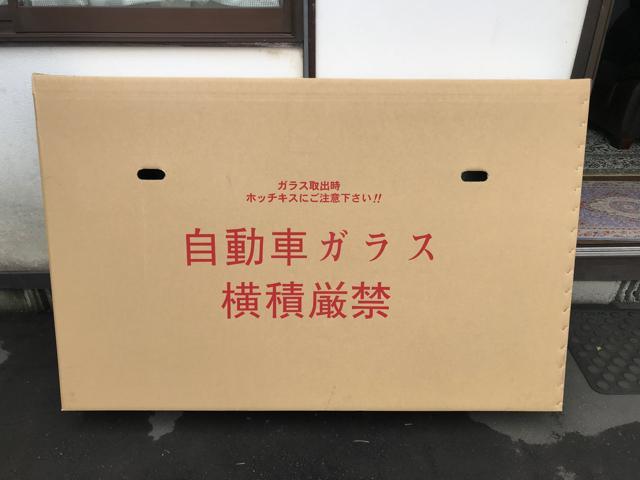 ガラス取出時
ホッチキスにご注意下さい!!
自動車ガラス
横積厳禁